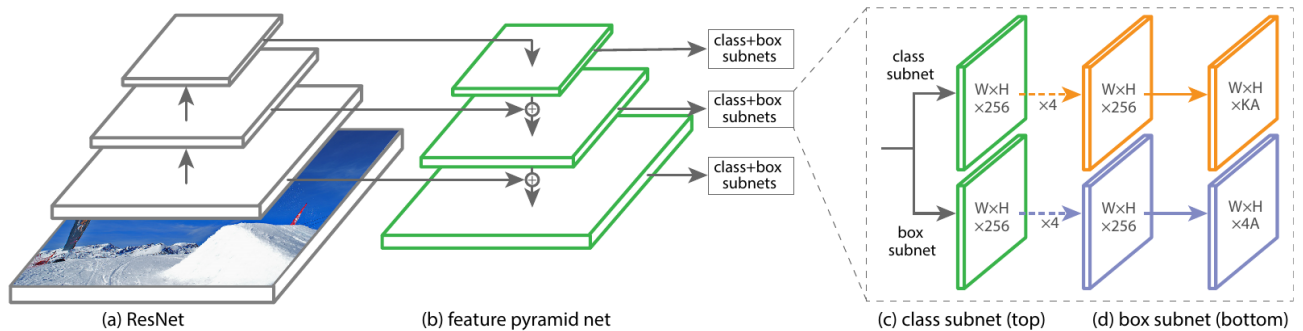 class+box
subnets
class+box
subnets
class+box
subnets
class
subnet
W×H
×256
×4
W×H
×256
W×H
×KA
box
subnet
W×H
×256
×4
W×H
×256
W×H
×4A
(a) ResNet
(b) feature pyramid net
(c) class subnet (top)
(d) box subnet (bottom)